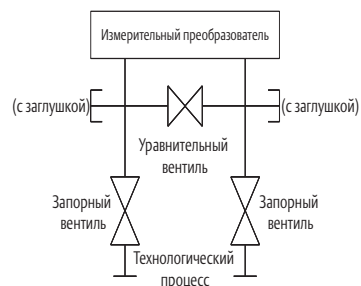 Измерительный преобразователь
(с заглушкой)
(с заглушкой)
Уравнительный
вентиль
Запорный
вентиль
Запорный
вентиль
Технологический
процесс